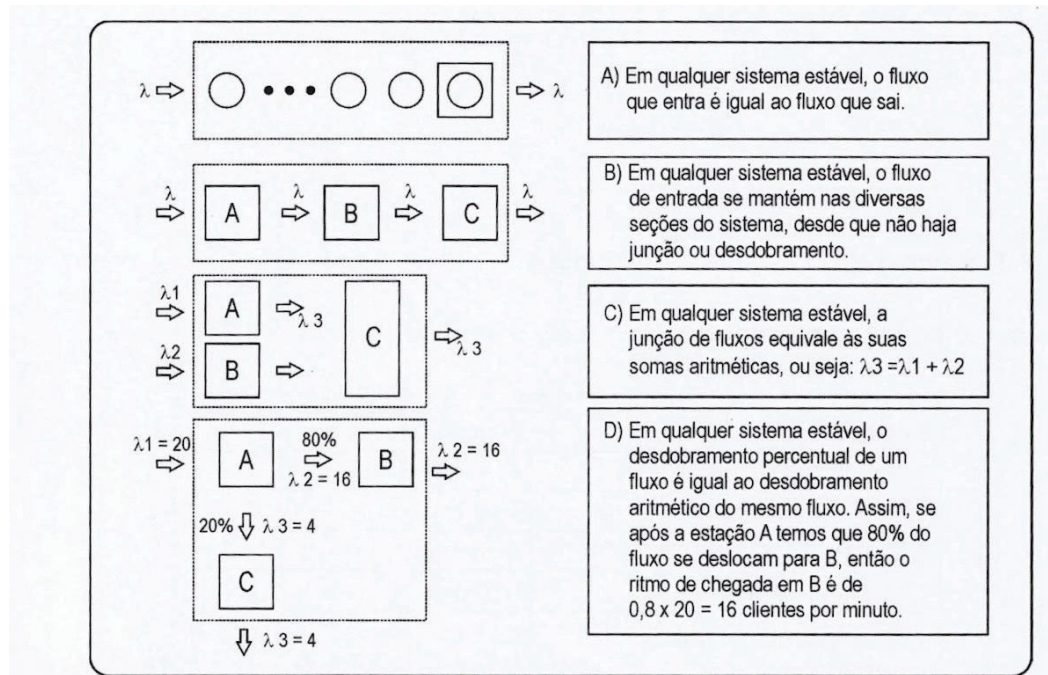 λ ⇨ λ
A) Em qualquer sistema estável, o fluxo
que entra é igual ao fluxo que sai.
λ λ λ λ
A B C
B) Em qualquer sistema estável, o fluxo
de entrada se mantém nas diversas
seções do sistema, desde que não haja
junção ou desdobramento.
λ1
A
λ 3
λ2
B
C
λ 3
C) Em qualquer sistema estável, a
junção de fluxos equivale às suas
somas aritméticas, ou seja: λ3 =λ1 + λ2
λ1 = 20
A
80%
λ 2 = 16
B
λ 2 = 16
20% λ 3 = 4
C
λ 3 = 4
D) Em qualquer sistema estável, o
desdobramento percentual de um
fluxo é igual ao desdobramento
aritmético do mesmo fluxo. Assim, se
após a estação A temos que 80% do
fluxo se deslocam para B, então o
ritmo de chegada em B é de
0,8 x 20 = 16 clientes por minuto.